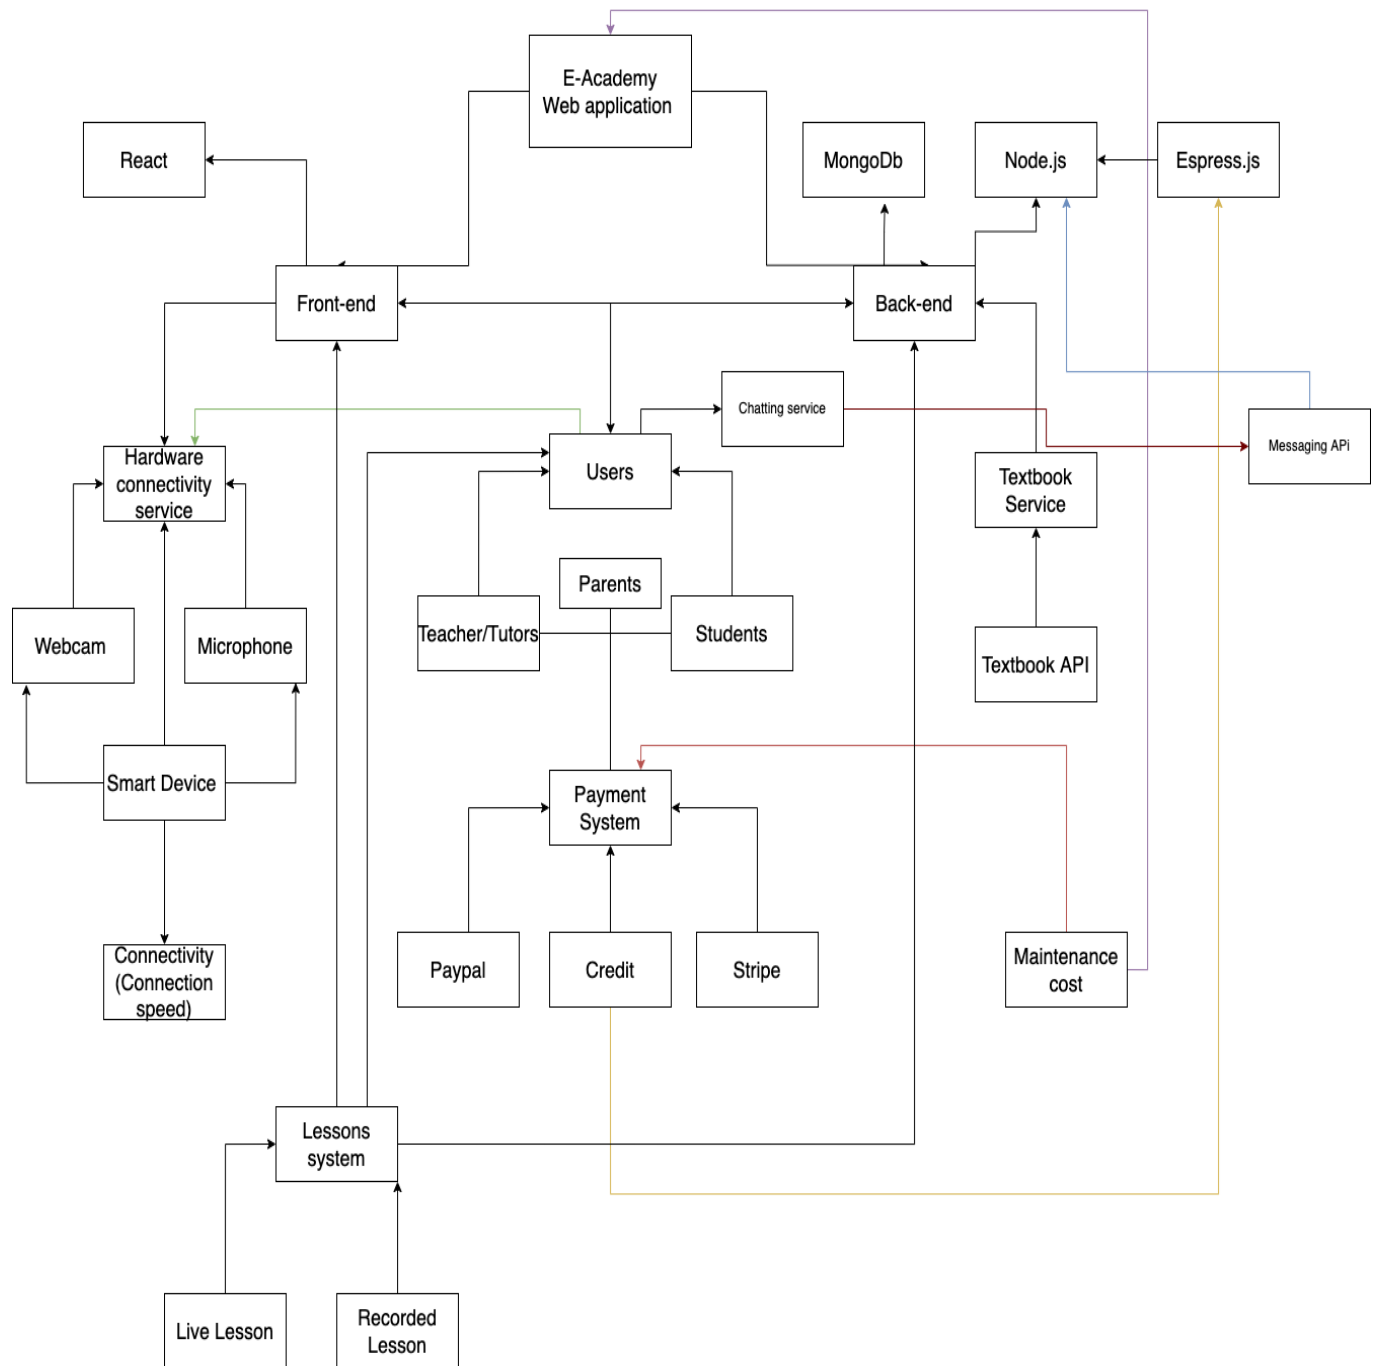 E-Academy
Web application
React
MongoDb
Node.js
Espress.js
Front-end
Back-end
Chatting service
Messaging APi
Hardware
connectivity
service
Users
Textbook
Service
Parents
Webcam
Microphone
Teacher/Tutors
Students
Textbook API
Smart Device
Payment
System
Connectivity
(Connection
speed)
Paypal
Credit
Stripe
Maintenance
cost
Lessons
system
Live Lesson
Recorded
Lesson